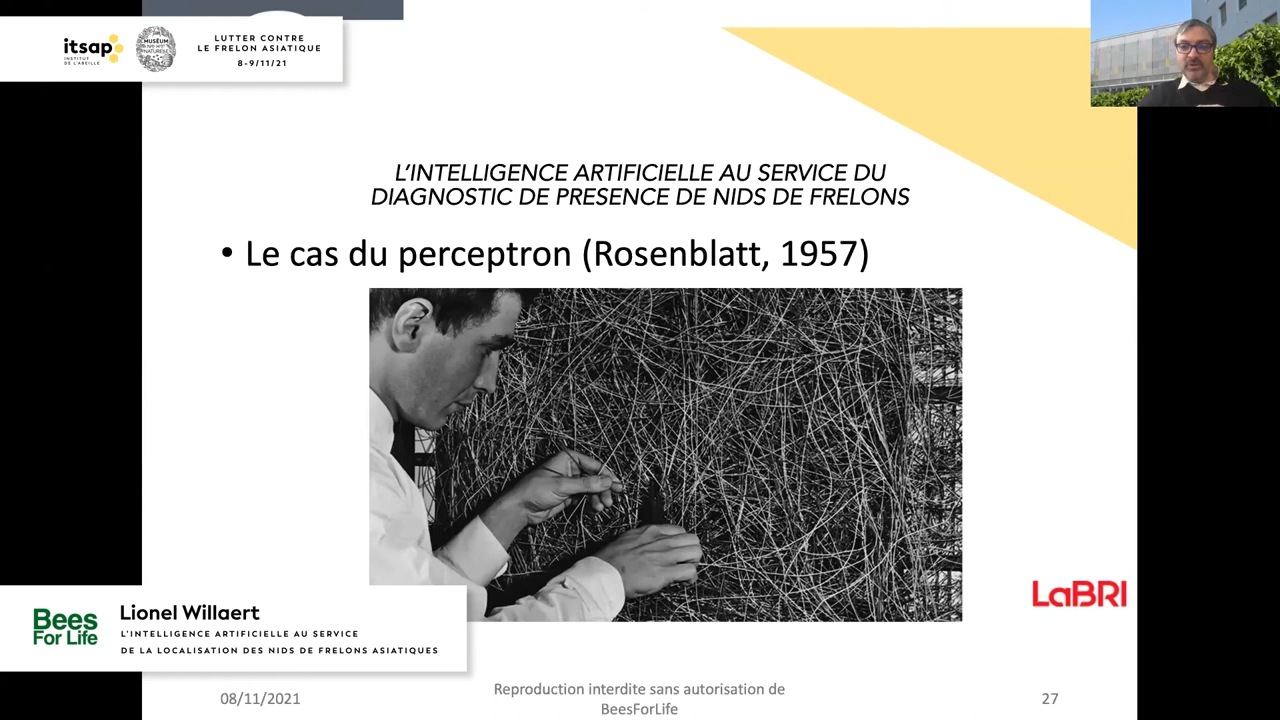 itsap
INSTITUT
DE L'ABEILLE
MUSÉUM
NATURELLE
LUTTER CONTRE
LE FRELON ASIATIQUE
8-9/11/21
L'INTELLIGENCE ARTIFICIELLE AU SERVICE DU
DIAGNOSTIC DE PRESENCE DE NIDS DE FRELONS
• Le cas du perceptron (Rosenblatt, 1957)
LaBRI
Bees
For Life
Lionel Willaert
L'INTELLIGENCE ARTIFICIELLE AU SERVICE
DE LA LOCALISATION DES NIDS DE FRELONS ASIATIQUES
08/11/2021
Reproduction interdite sans autorisation de
BeesForLife
27